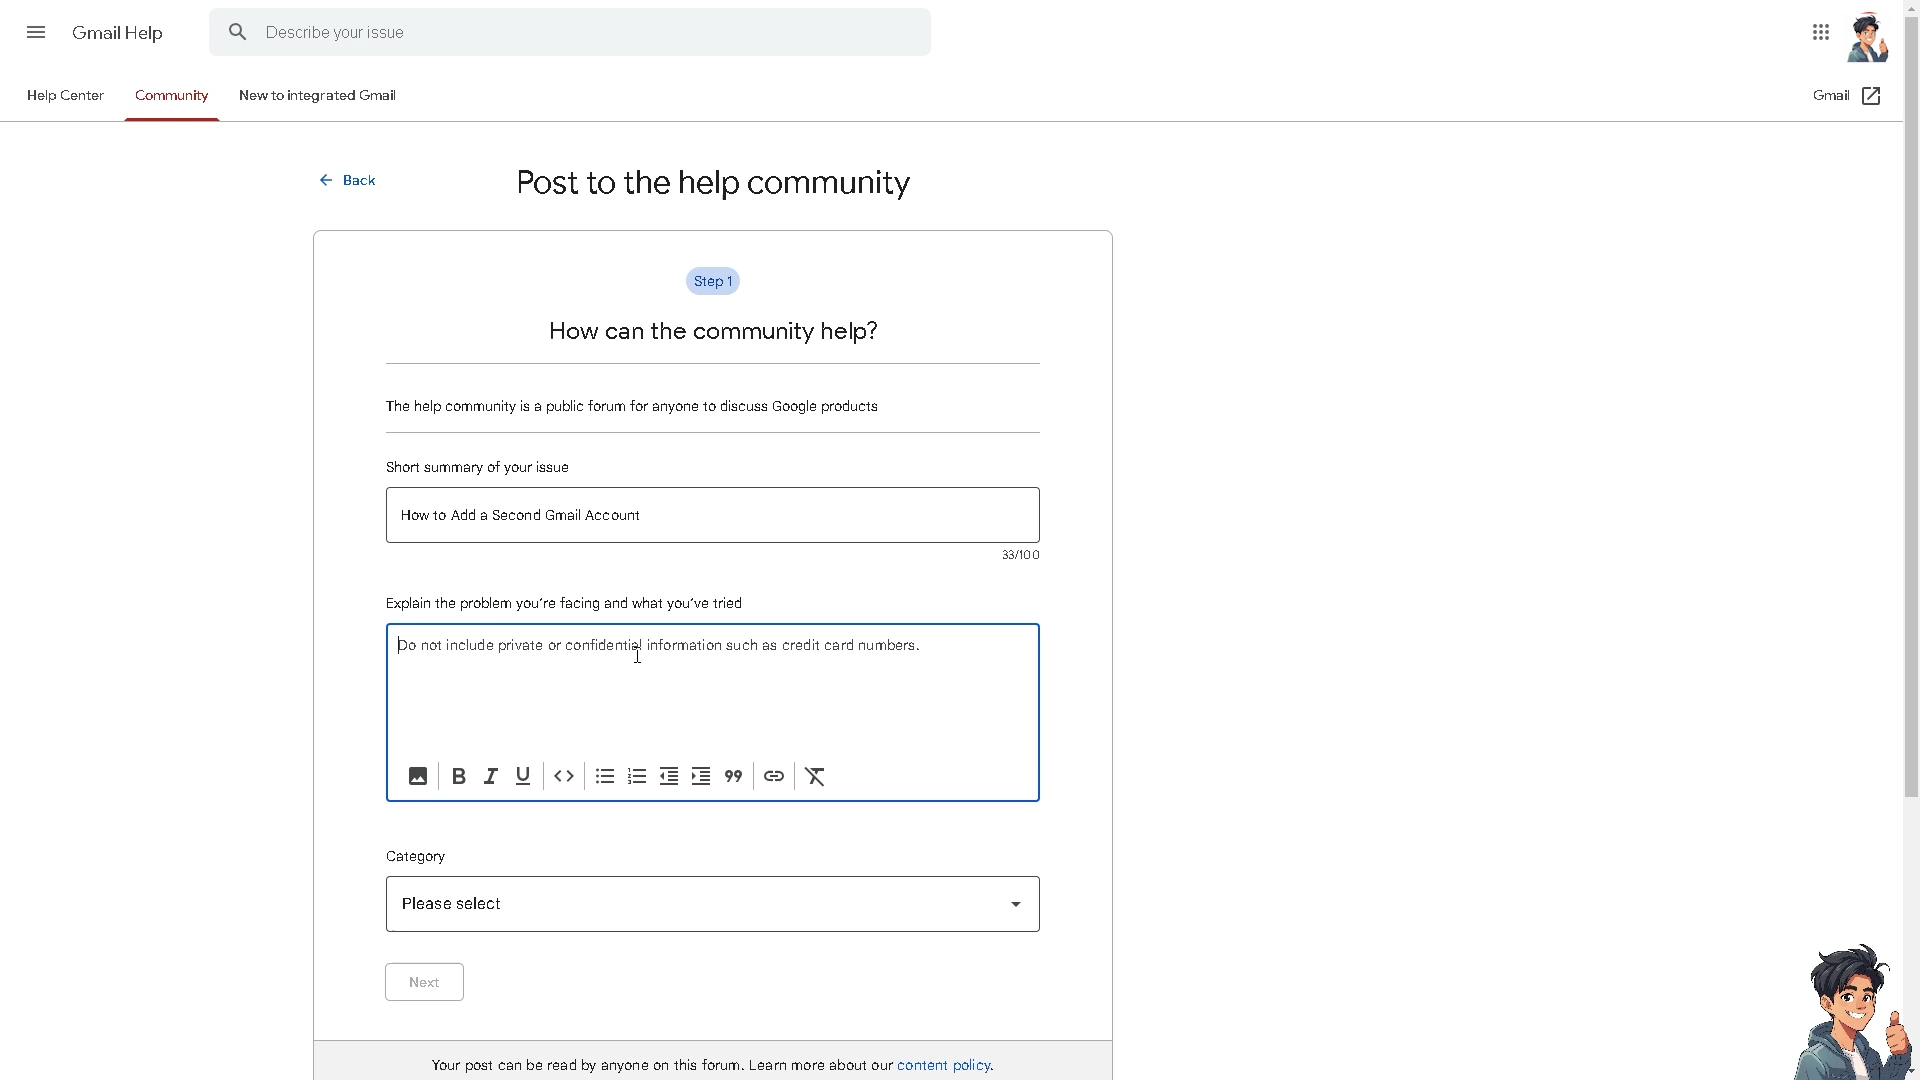 Gmail Help
Describe your issue
Help Center
Community
New to integrated Gmail
Gmail
Back
Post to the help community
Step 1
How can the community help?
The help community is a public forum for anyone to discuss Google products
Short summary of your issue
How to Add a Second Gmail Account
33/100
Explain the problem you're facing and what you've tried
Do not include private or confidential information such as credit card numbers.
Category
Please select
Next
Your post can be read by anyone on this forum. Learn more about our content policy.